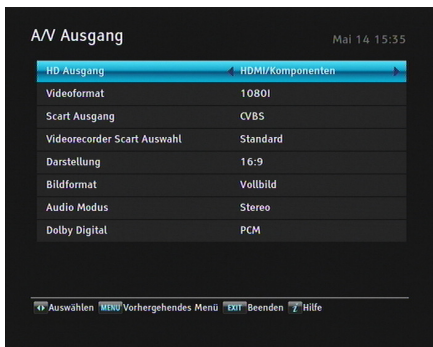 A/V Ausgang
Mai 14 15:35
HD Ausgang HDMI/Komponenten
Videoformat 1080I
Scart Ausgang CVBS
Videorecorder Scart Auswahl Standard
Darstellung 16:9
Bildformat Vollbild
Audio Modus Stereo
Dolby Digital PCM
Auswählen MENU Vorhergehendes Menü EXIT Beenden i Hilfe